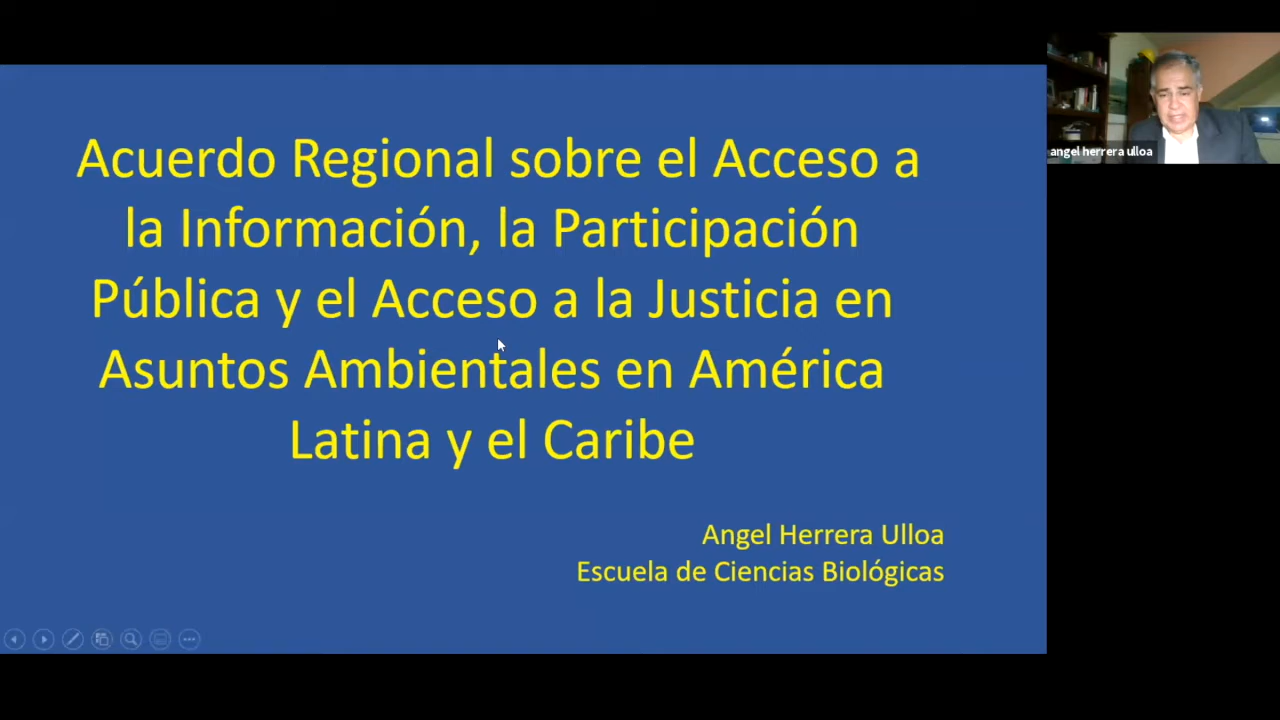 Acuerdo Regional sobre el Acceso a
la Información, la Participación
Pública y el Acceso a la Justicia en
Asuntos Ambientales en América
Latina y el Caribe
Angel Herrera Ulloa
Escuela de Ciencias Biológicas
angel herrera ulloa